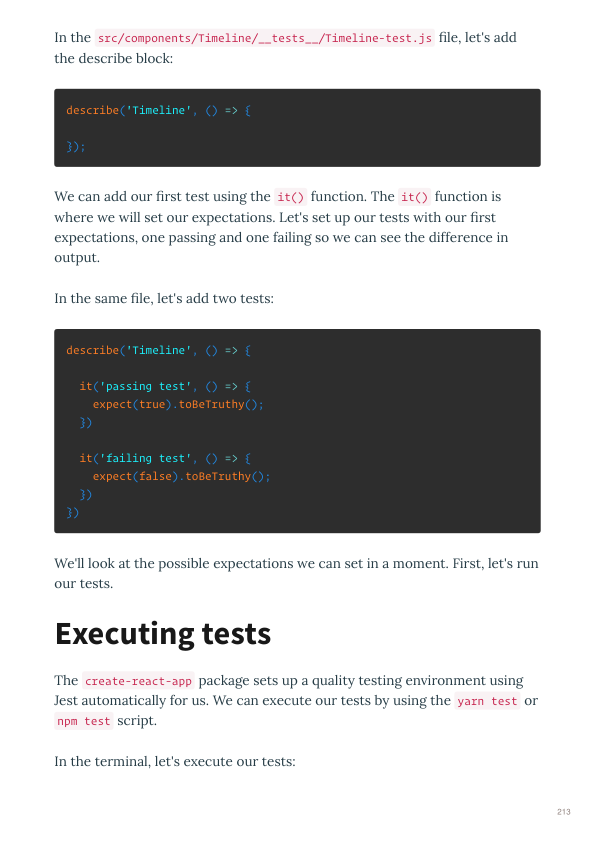 In the src/components/Timeline/__tests__/Timeline-test.js file, let's add
the describe block:
describe('Timeline', () => {
});
We can add our first test using the it() function. The it() function is
where we will set our expectations. Let's set up our tests with our first
expectations, one passing and one failing so we can see the difference in
output.
In the same file, let's add two tests:
describe('Timeline', () => {
  it('passing test', () => {
    expect(true).toBeTruthy();
  })
  it('failing test', () => {
    expect(false).toBeTruthy();
  })
})
We'll look at the possible expectations we can set in a moment. First, let's run
our tests.
Executing tests
The create-react-app package sets up a quality testing environment using
Jest automatically for us. We can execute our tests by using the yarn test or
npm test script.
In the terminal, let's execute our tests:
213